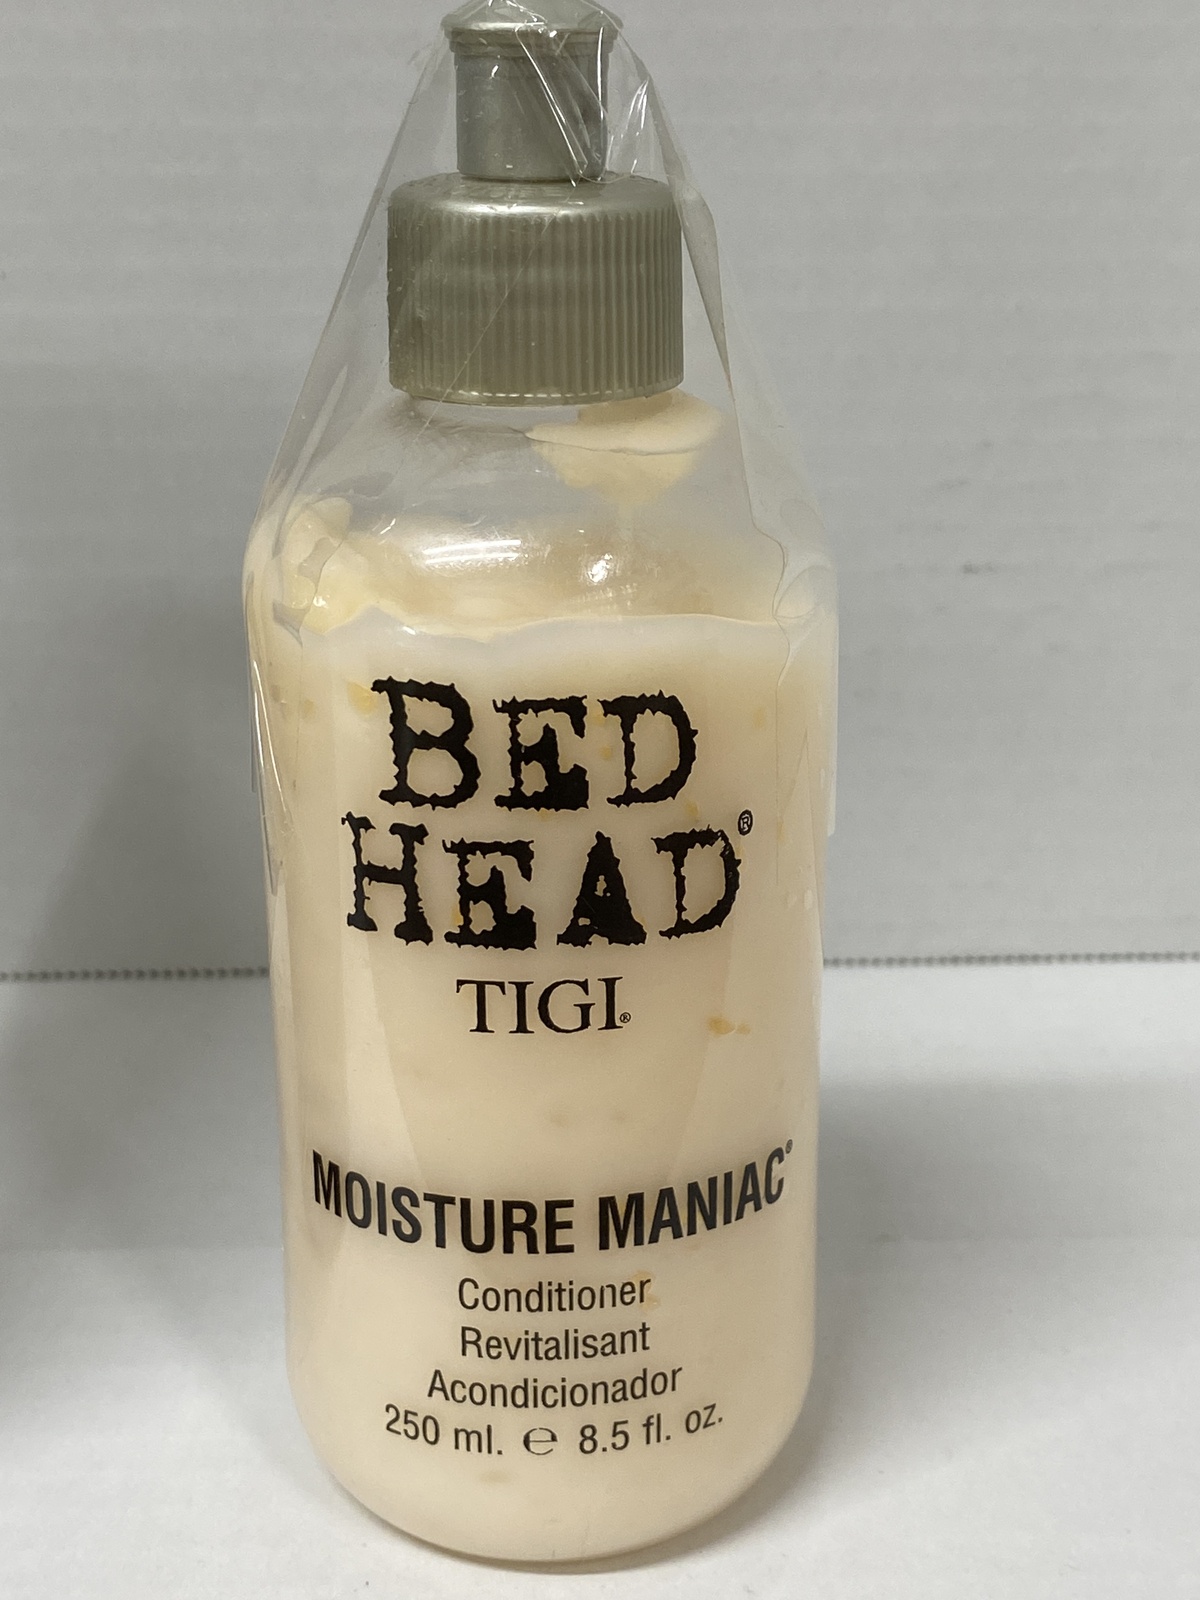 BED
HEAD®
TIGI®
MOISTURE MANIAC®
Conditioner
Revitalisant
Acondicionador
250 ml. ℮ 8.5 fl. oz.